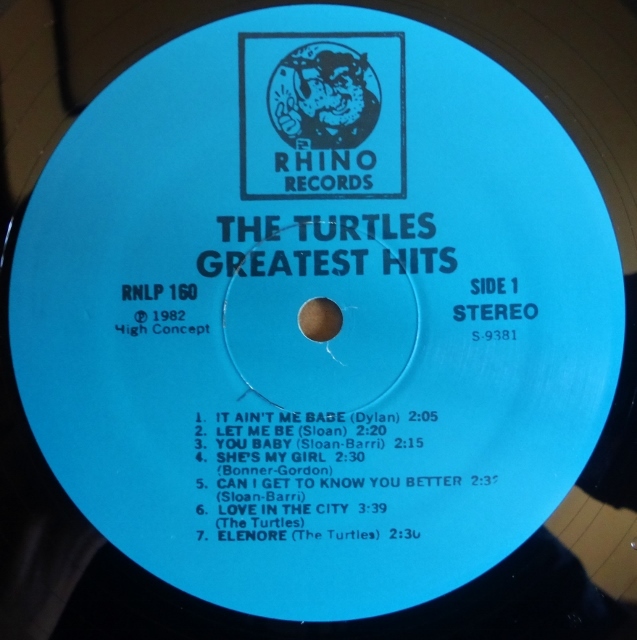 RHINO
RECORDS
THE TURTLES
GREATEST HITS
RNLP 160
SIDE 1
℗ 1982
STEREO
High Concept
S-9381
1. IT AIN'T ME BABE (Dylan) 2:05
2. LET ME BE (Sloan) 2:20
3. YOU BABY (Sloan-Barri) 2:15
4. SHE'S MY GIRL 2:30
(Bonner-Gordon)
5. CAN I GET TO KNOW YOU BETTER
(Sloan-Barri)
6. LOVE IN THE CITY 3:39
(The Turtles)
7. ELENORE (The Turtles) 2:30